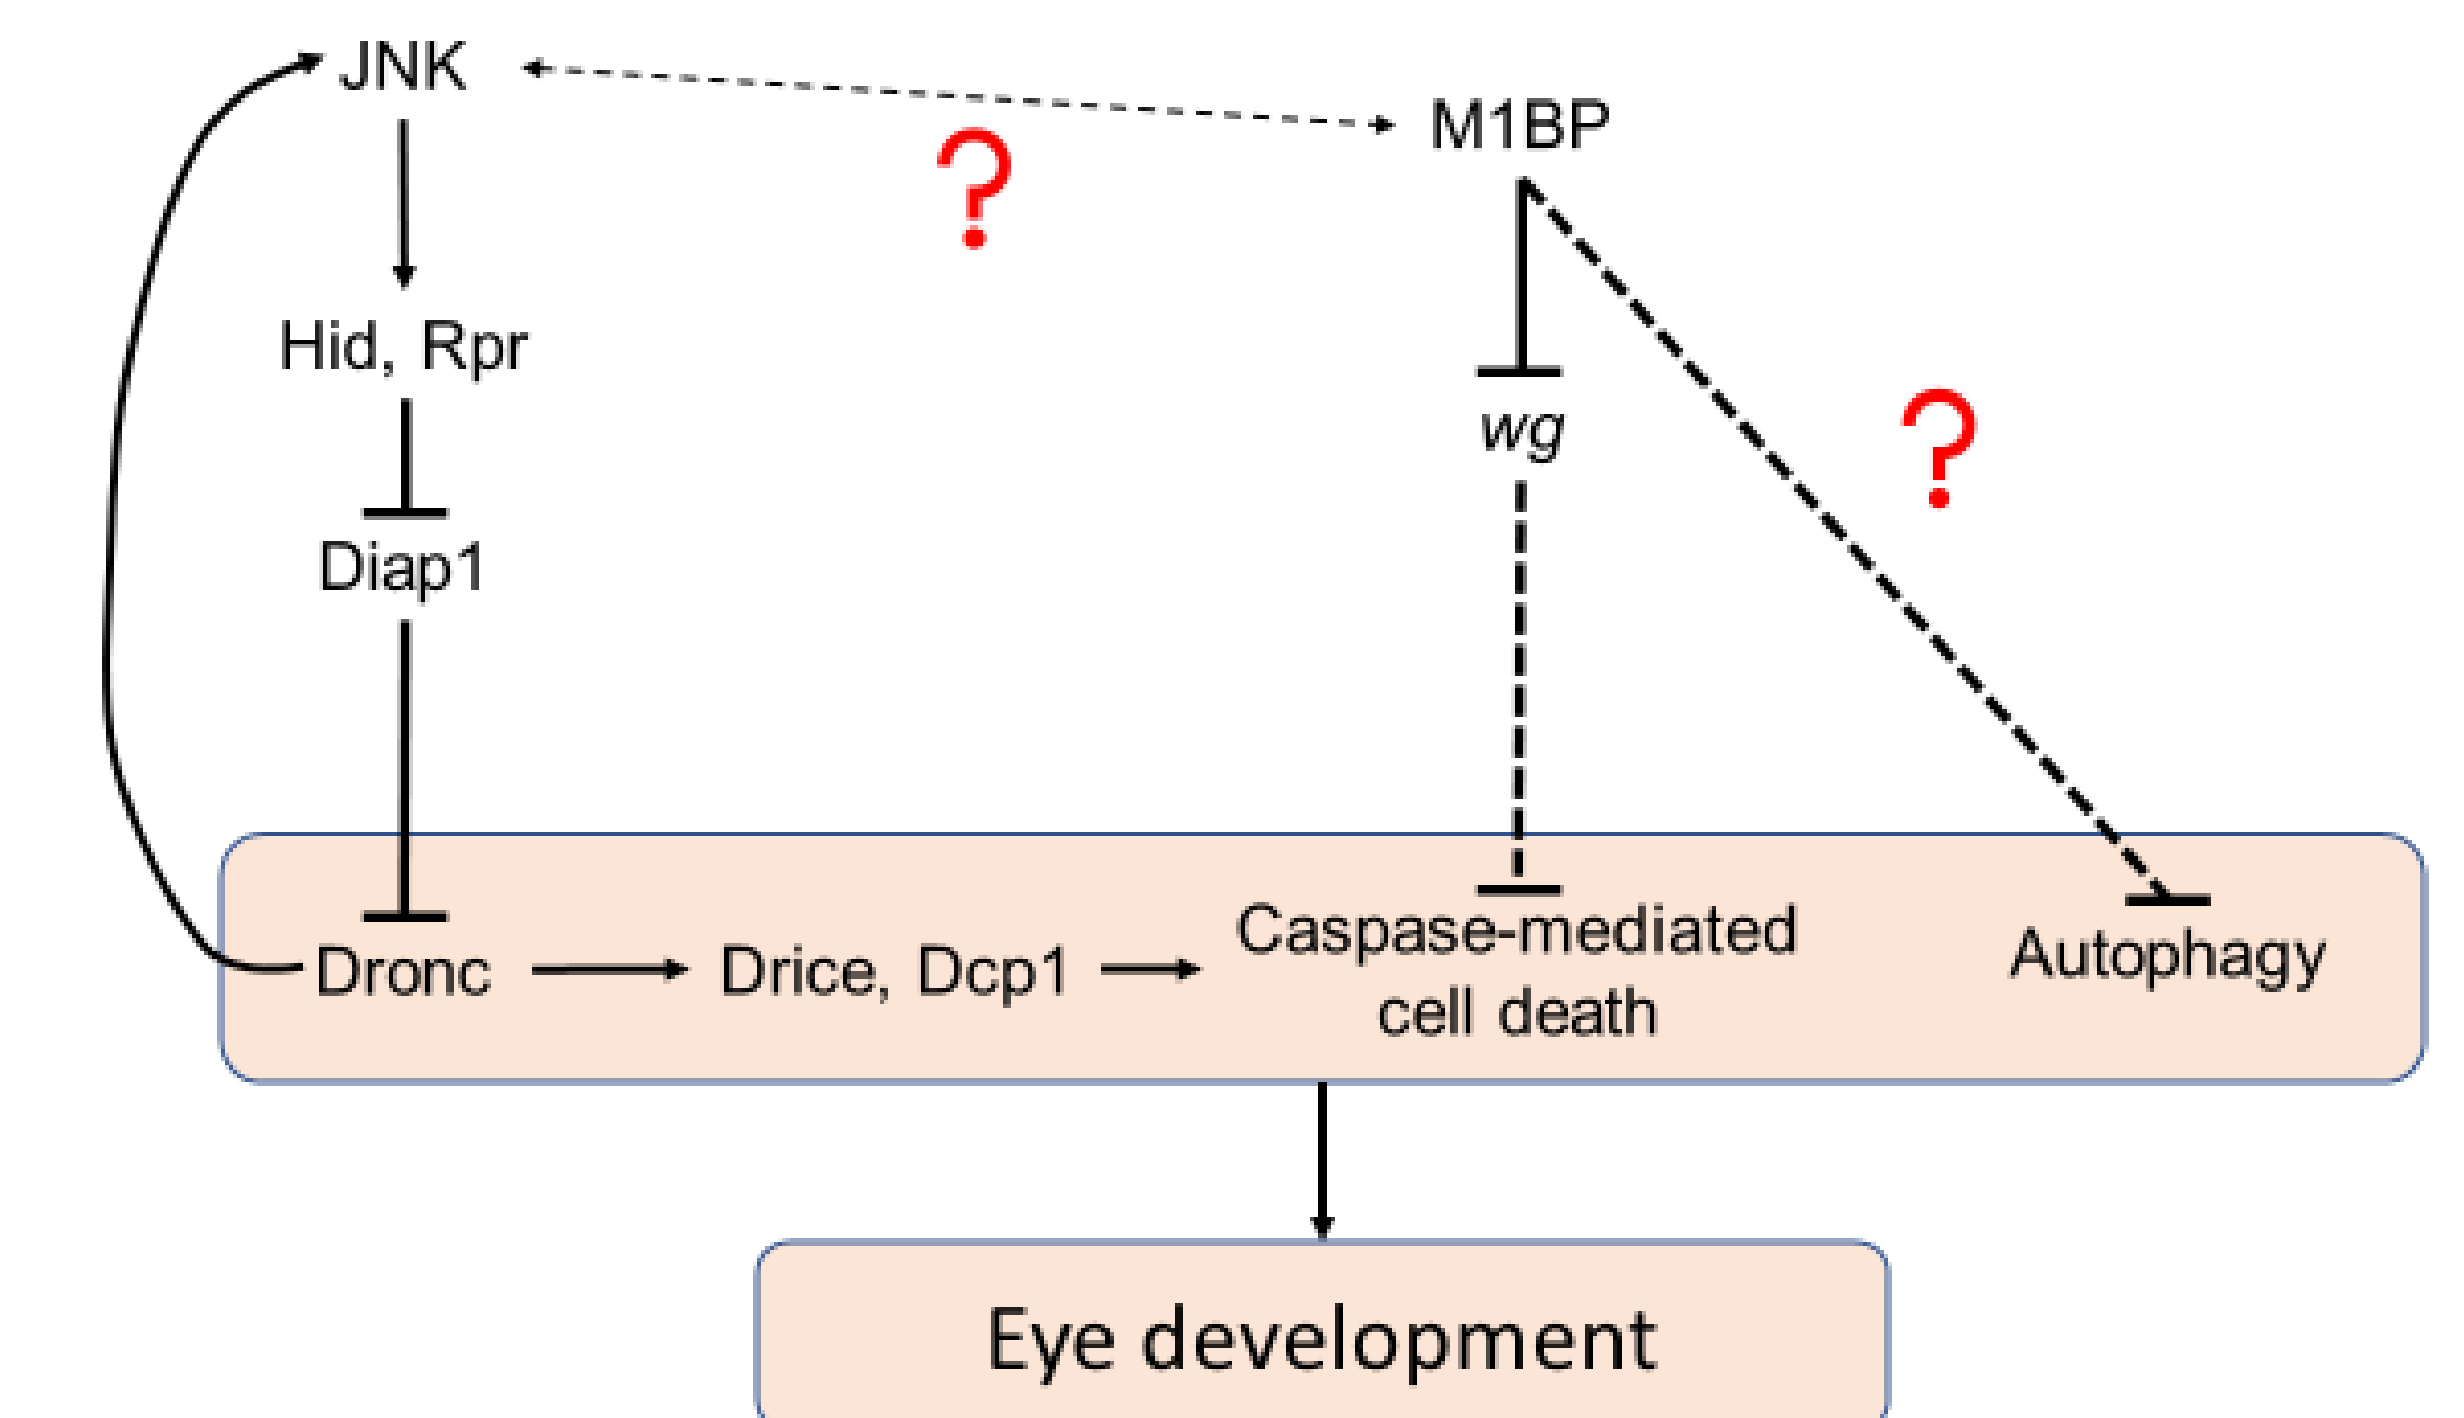 JNK
M1BP
?
Hid, Rpr
wg
?
Diap1
Dronc
Drice, Dcp1
Caspase-mediated
cell death
Autophagy
Eye development